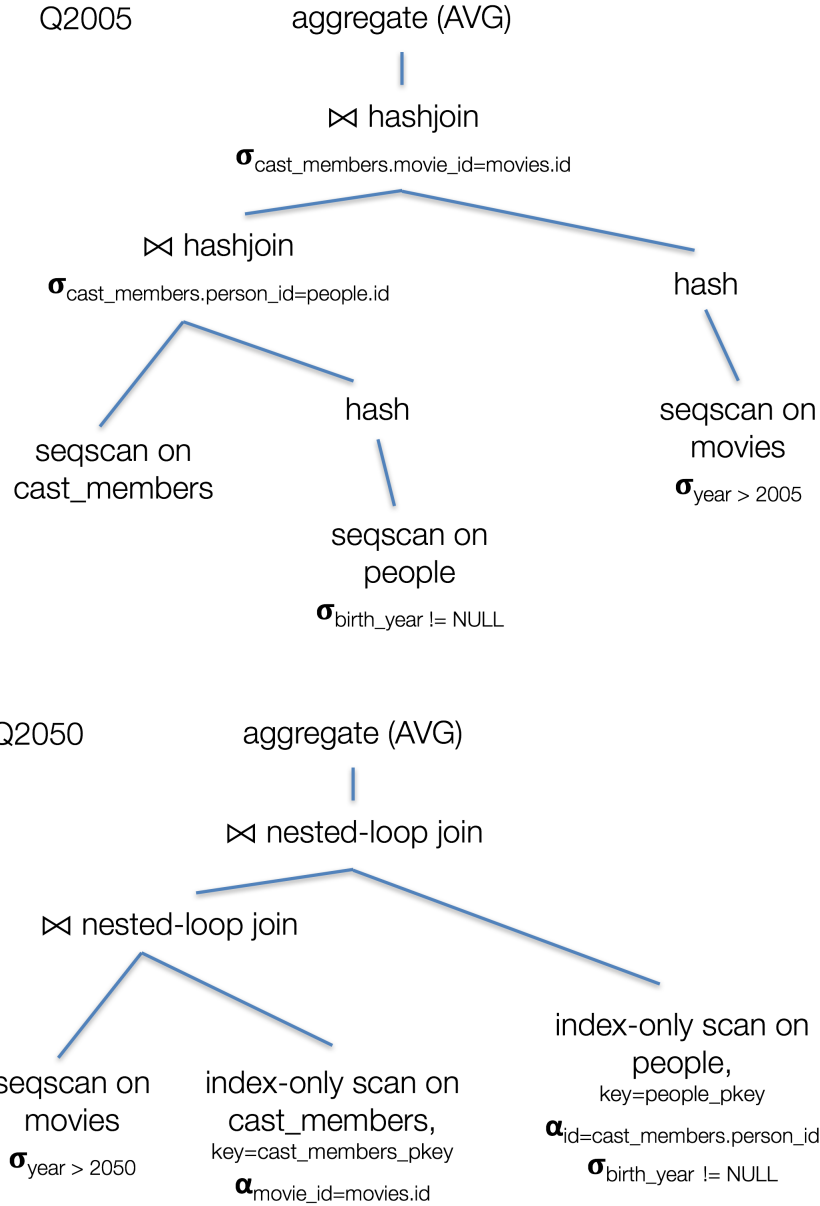 Q2005
aggregate (AVG)
⋈ hashjoin
σcast_members.movie_id=movies.id
⋈ hashjoin
σcast_members.person_id=people.id
hash
hash
seqscan on
movies
σyear > 2005
seqscan on
cast_members
seqscan on
people
σbirth_year != NULL
Q2050
aggregate (AVG)
⋈ nested-loop join
⋈ nested-loop join
seqscan on
movies
σyear > 2050
index-only scan on
cast_members,
key=cast_members_pkey
αmovie_id=movies.id
index-only scan on
people,
key=people_pkey
αid=cast_members.person_id
σbirth_year != NULL